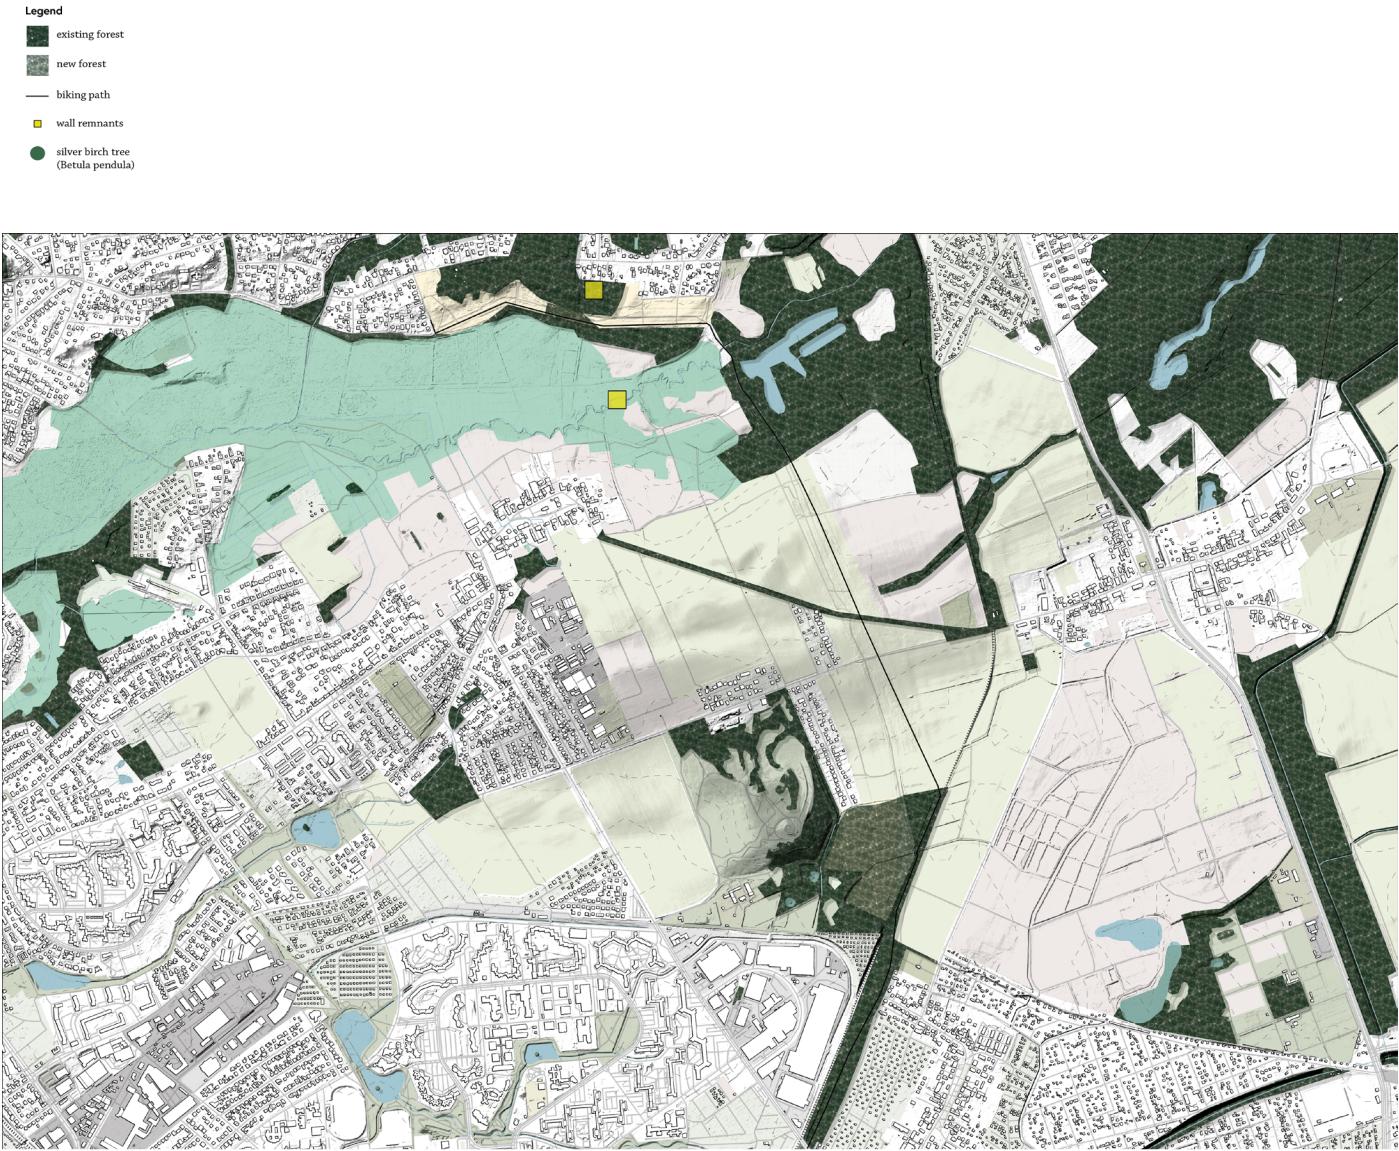 Legend
existing forest
new forest
biking path
wall remnants
silver birch tree
(Betula pendula)